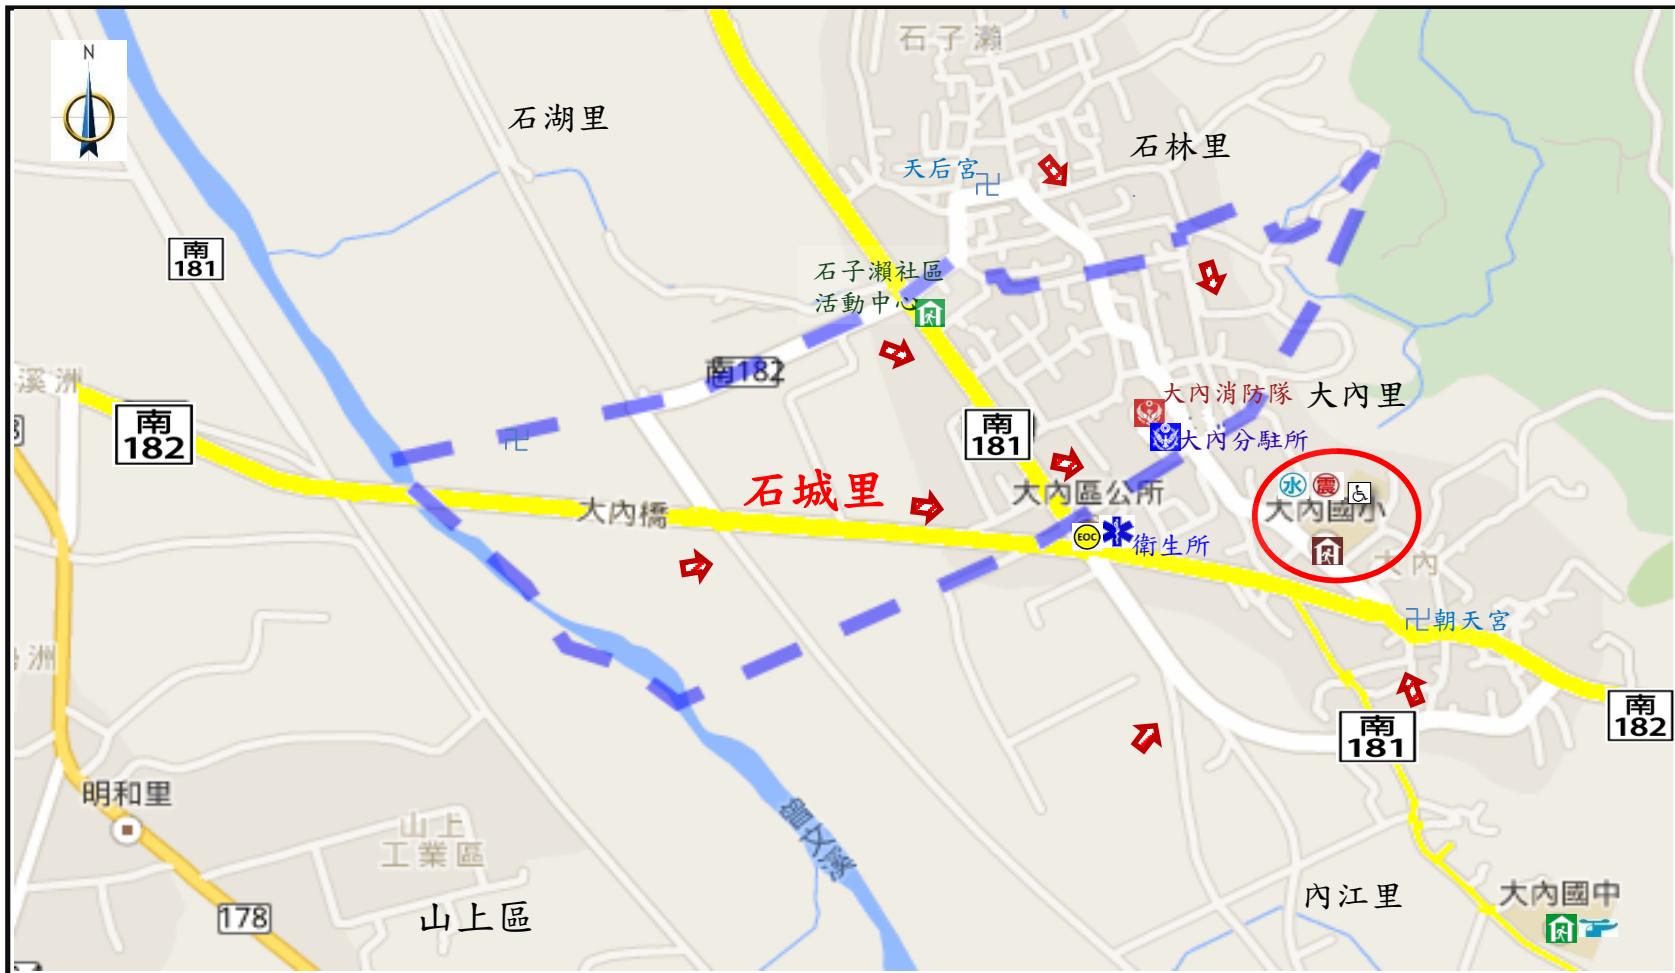 N
石子瀨
石湖里
石林里
天后宮
南
181
石子瀨社區
活動中心
南182
溪洲
南
182
大內消防隊
大內里
南
181
大內分駐所
石城里
水
震
大內區公所
大內國小
大內橋
EOC
衛生所
大內
朝天宮
洲
南
182
南
181
明和里
曾文溪
山上
工業區
178
山上區
內江里
大內國中